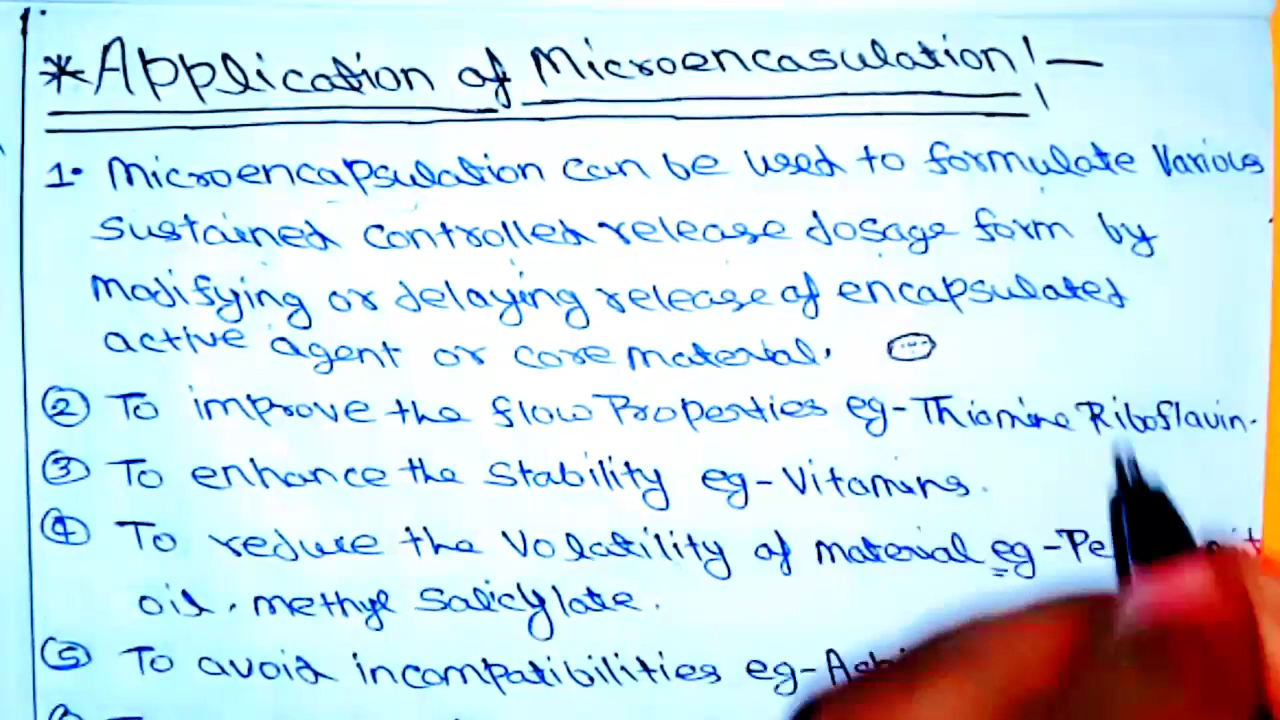 *Application of Microencasulation!—
1. Microencapsulation can be used to formulate Various
sustained controlled release dosage form by
modifying or delaying release of encapsulated
active agent or core material.
② To improve the flow Properties eg-Thiamine Riboflavin.
③ To enhance the Stability eg-Vitamins.
④ To reduce the Volatility of material eg-Pe
oil, methyl Salicylate.
⑤ To avoid incompatibilities eg-